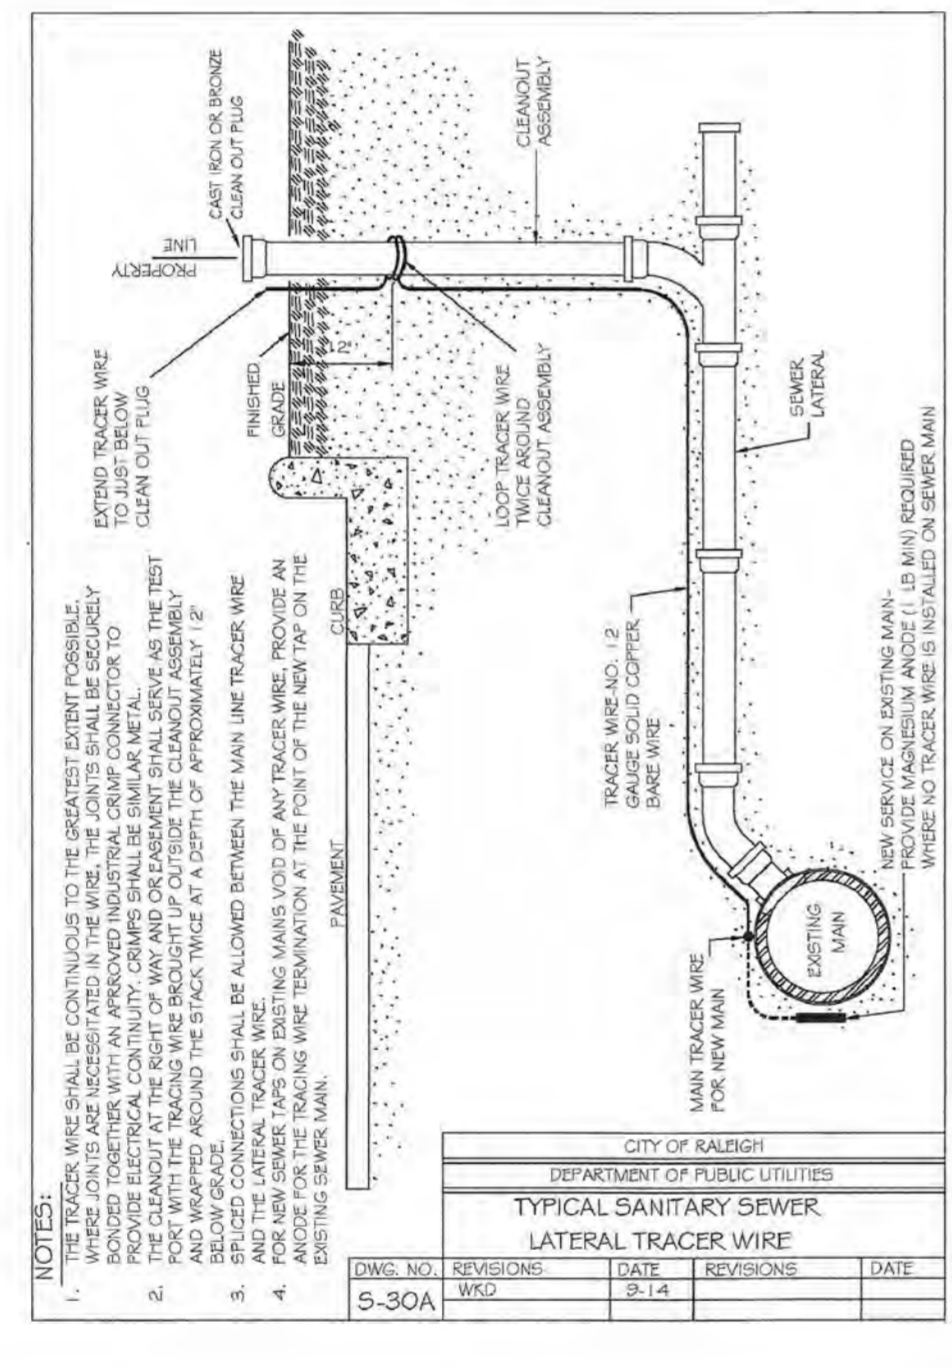 NOTES:
1. THE TRACER WIRE SHALL BE CONTINUOUS TO THE GREATEST EXTENT POSSIBLE.
WHERE JOINTS ARE NECESSITATED IN THE WIRE, THE JOINTS SHALL BE SECURELY
BONDED TOGETHER WITH AN APRROVED INDUSTRIAL CRIMP CONNECTOR TO
PROVIDE ELECTRICAL CONTINUITY. CRIMPS SHALL BE SIMILAR METAL.
2. THE CLEANOUT AT THE RIGHT OF WAY AND OR EASEMENT SHALL SERVE AS THE TEST
PORT WITH THE TRACING WIRE BROUGHT UP OUTSIDE THE CLEANOUT ASSEMBLY
AND WRAPPED AROUND THE STACK TWICE AT A DEPTH OF APPROXIMATELY 12"
BELOW GRADE.
3. SPLICED CONNECTIONS SHALL BE ALLOWED BETWEEN THE MAIN LINE TRACER WIRE
AND THE LATERAL TRACER WIRE.
4. FOR NEW SEWER TAPS ON EXISTING MAINS VOID OF ANY TRACER WIRE, PROVIDE AN
ANODE FOR THE TRACING WIRE TERMINATION AT THE POINT OF THE NEW TAP ON THE
EXISTING SEWER MAIN.
EXTEND TRACER WIRE
TO JUST BELOW
CLEAN OUT PLUG
PROPERTY
LINE
CAST IRON OR BRONZE
CLEAN OUT PLUG
FINISHED
GRADE
12"
PAVEMENT
CURB
LOOP TRACER WIRE
TWICE AROUND
CLEANOUT ASSEMBLY
CLEANOUT
ASSEMBLY
TRACER WIRE-NO. 12
GAUGE SOLID COPPER
BARE WIRE
SEWER
LATERAL
MAIN TRACER WIRE
FOR NEW MAIN
EXISTING
MAIN
NEW SERVICE ON EXISTING MAIN-
PROVIDE MAGNESIUM ANODE (1 LB MIN) REQUIRED
WHERE NO TRACER WIRE IS INSTALLED ON SEWER MAIN
CITY OF RALEIGH
DEPARTMENT OF PUBLIC UTILITIES
TYPICAL SANITARY SEWER
LATERAL TRACER WIRE
DWG. NO. REVISIONS DATE REVISIONS DATE
S-30A WKD 9-14